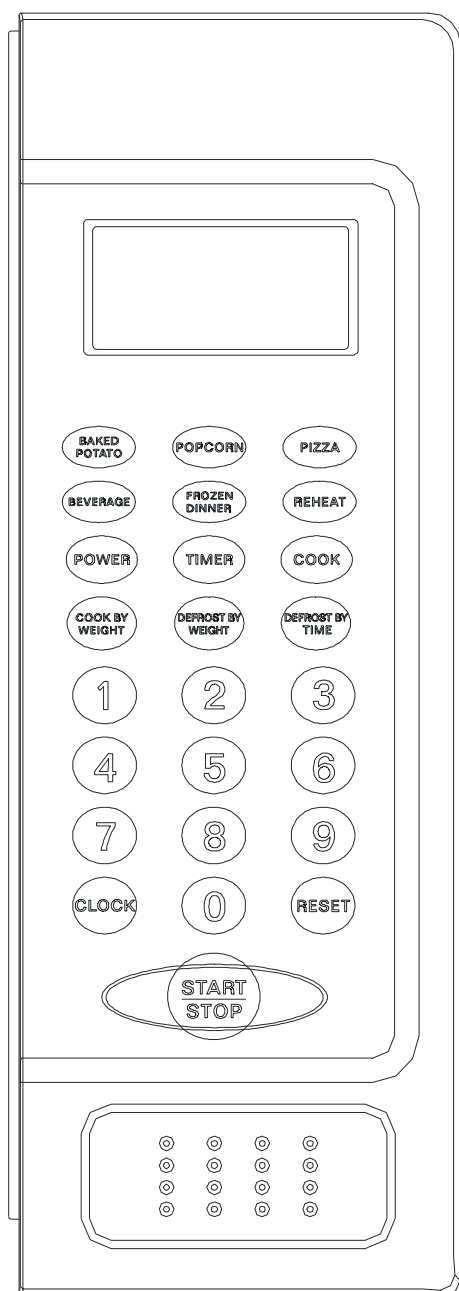 BAKED
POTATO
POPCORN
PIZZA
BEVERAGE
FROZEN
DINNER
REHEAT
POWER
TIMER
COOK
COOK BY
WEIGHT
DEFROST BY
WEIGHT
DEFROST BY
TIME
1
2
3
4
5
6
7
8
9
CLOCK
0
RESET
START
STOP